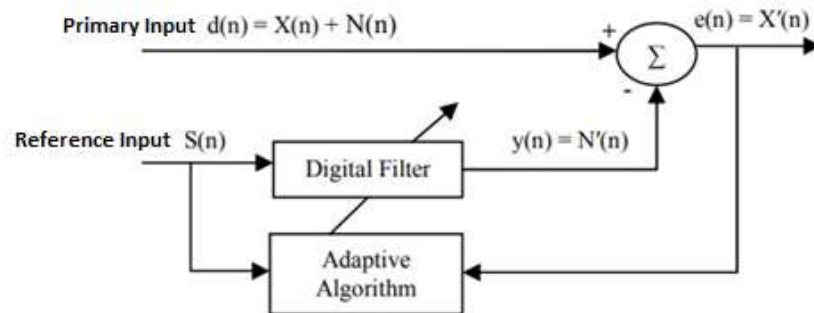 Primary Input d(n) = X(n) + N(n)
e(n) = X′(n)
+
Σ
-
Reference Input S(n)
y(n) = N′(n)
Digital Filter
Adaptive
Algorithm